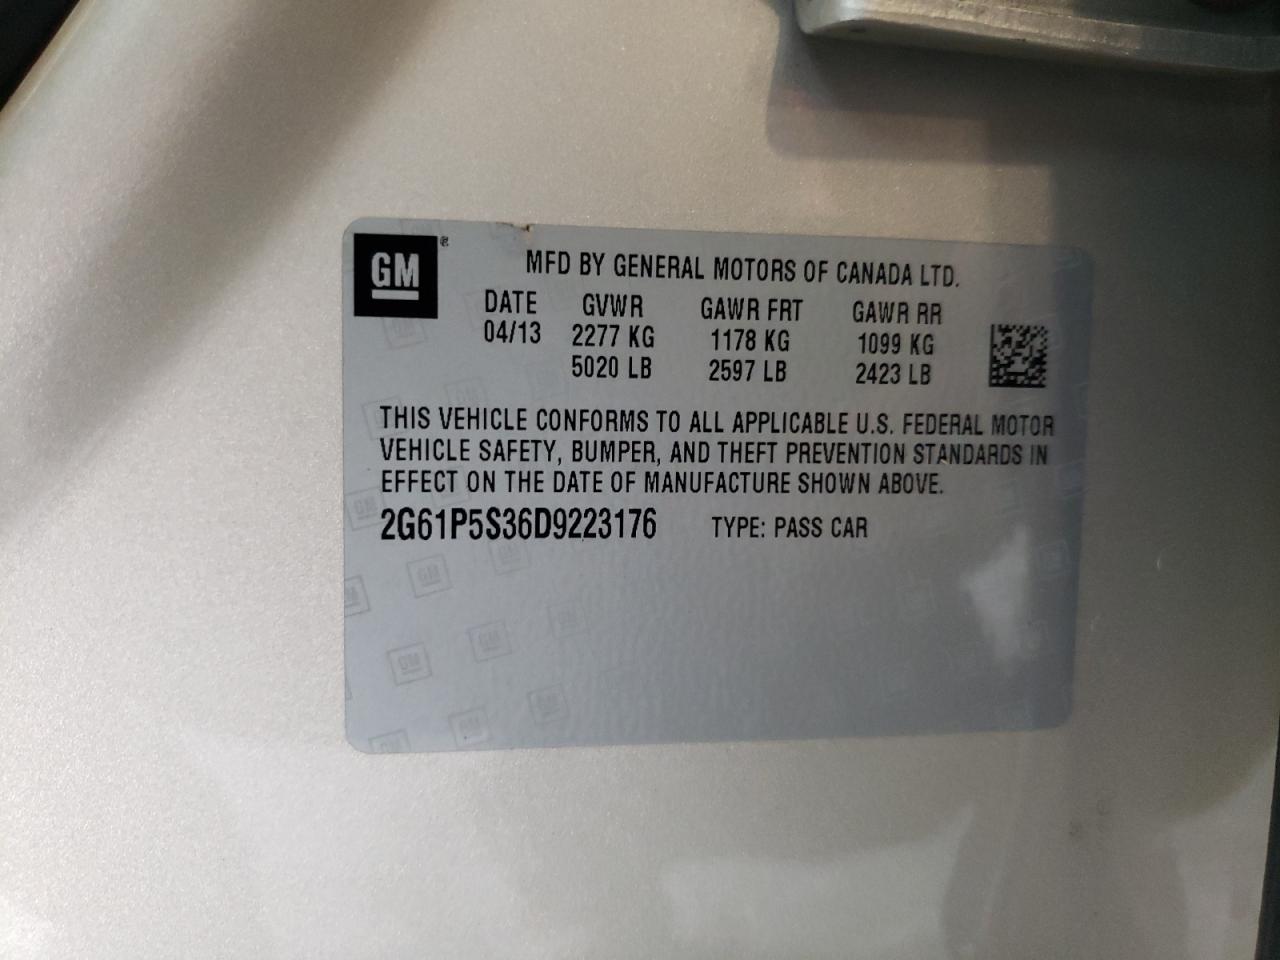 GM®
MFD BY GENERAL MOTORS OF CANADA LTD.
DATE GVWR GAWR FRT GAWR RR
04/13 2277 KG 1178 KG 1099 KG
5020 LB 2597 LB 2423 LB
THIS VEHICLE CONFORMS TO ALL APPLICABLE U.S. FEDERAL MOTOR
VEHICLE SAFETY, BUMPER, AND THEFT PREVENTION STANDARDS IN
EFFECT ON THE DATE OF MANUFACTURE SHOWN ABOVE.
2G61P5S36D9223176 TYPE: PASS CAR